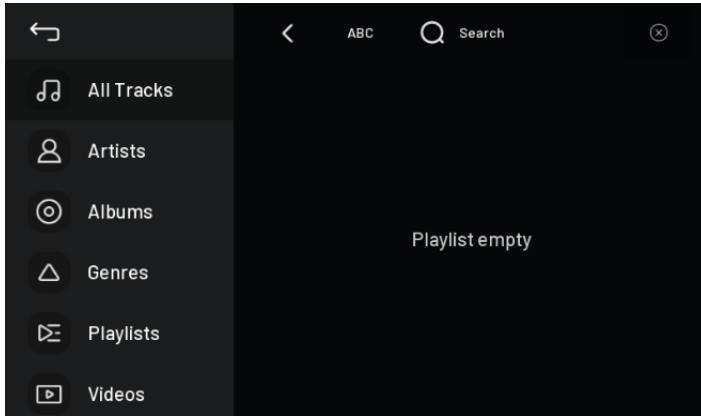 ABC
Search
All Tracks
Artists
Albums
Genres
Playlists
Videos
Playlist empty